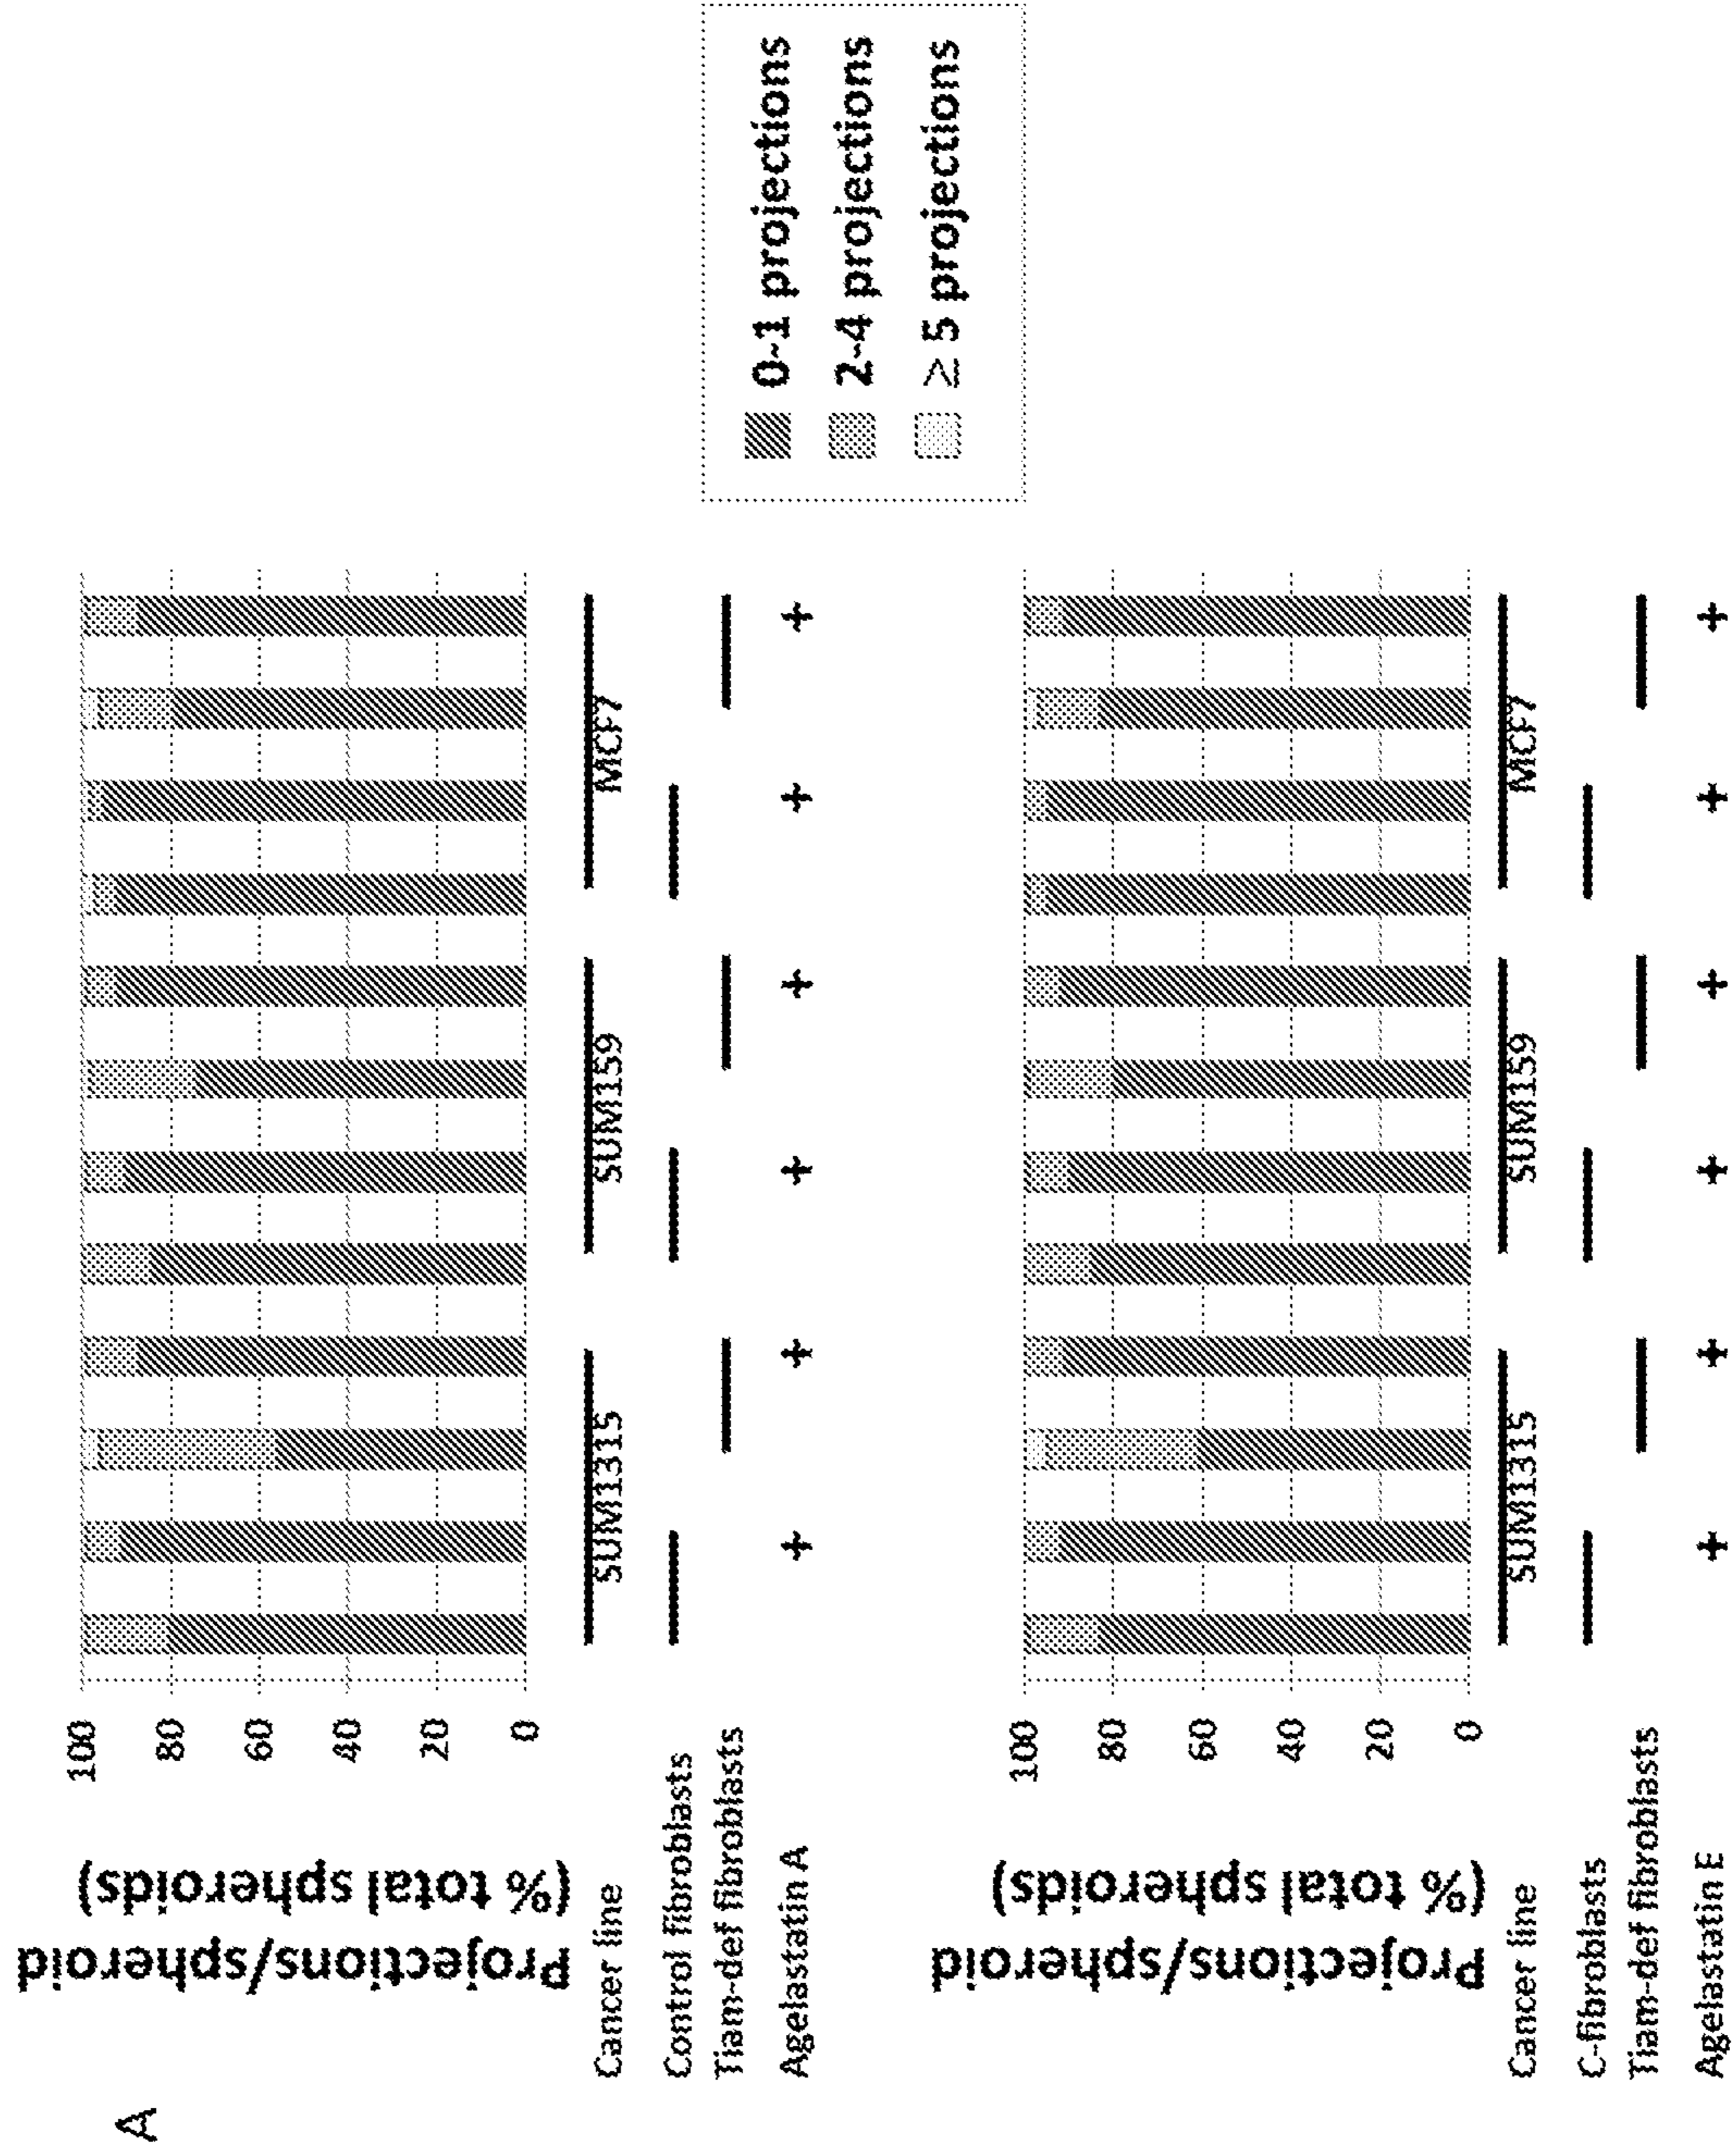 A
Projections/spheroid
(% total spheroids)
100
80
60
40
20
0
Cancer line
SUM1315
SUM159
MCF7
Control fibroblasts
Tiam-def fibroblasts
Agelastatin A
+ + + + + +
0-1 projections
2-4 projections
≥ 5 projections
Projections/spheroid
(% total spheroids)
100
80
60
40
20
0
Cancer line
SUM1315
SUM159
MCF7
C-fibroblasts
Tiam-def fibroblasts
Agelastatin E
+ + + + + +